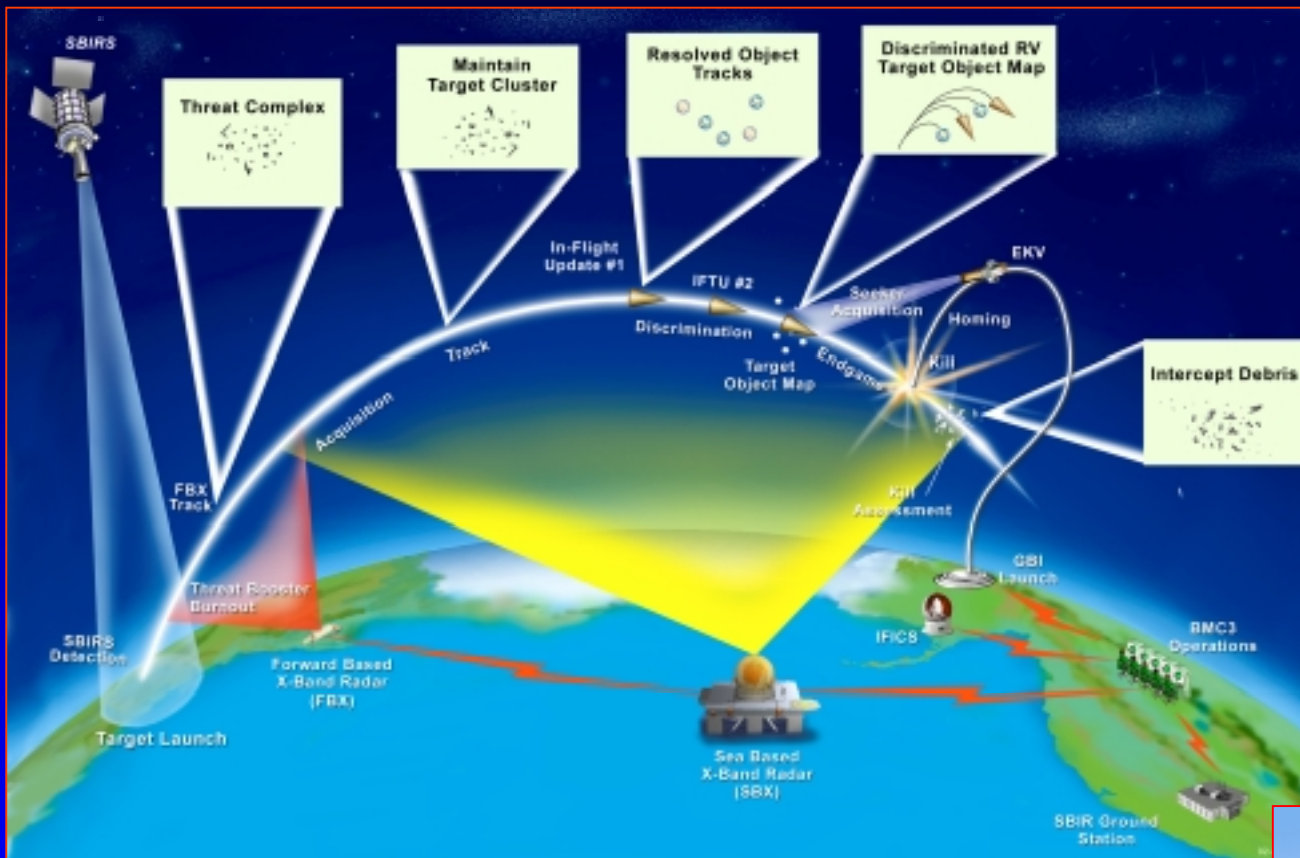 SBIRS
Threat Complex
Maintain
Target Cluster
Resolved Object
Tracks
Discriminated RV
Target Object Map
In-Flight
Update #1
IFTU #2
EKV
Seeker
Acquisition
Homing
Discrimination
Track
Target
Object Map
Endgame
Kill
Intercept Debris
Acquisition
FBX
Track
Kill
Assessment
Threat Booster
Burnout
GBI
Launch
SBIRS
Detection
IFICS
BMC3
Operations
Forward Based
X-Band Radar
(FBX)
Target Launch
Sea Based
X-Band Radar
(SBX)
SBIR Ground
Station